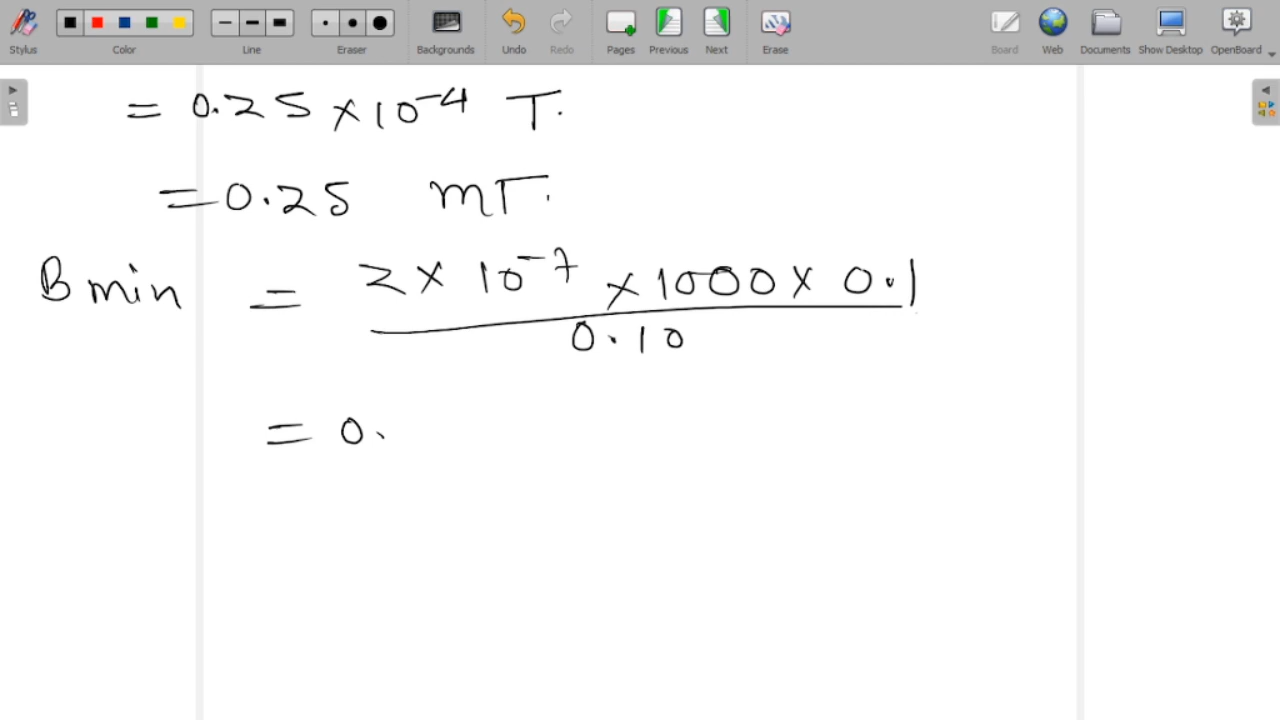 Stylus Color Line Eraser Backgrounds Undo Redo Pages Previous Next Erase Board Web Documents Show Desktop OpenBoard
= 0.25 × 10⁻⁴ T.
= 0.25 mT.
B min = 2 × 10⁻⁷ × 1000 × 0.1
0.10
= 0.